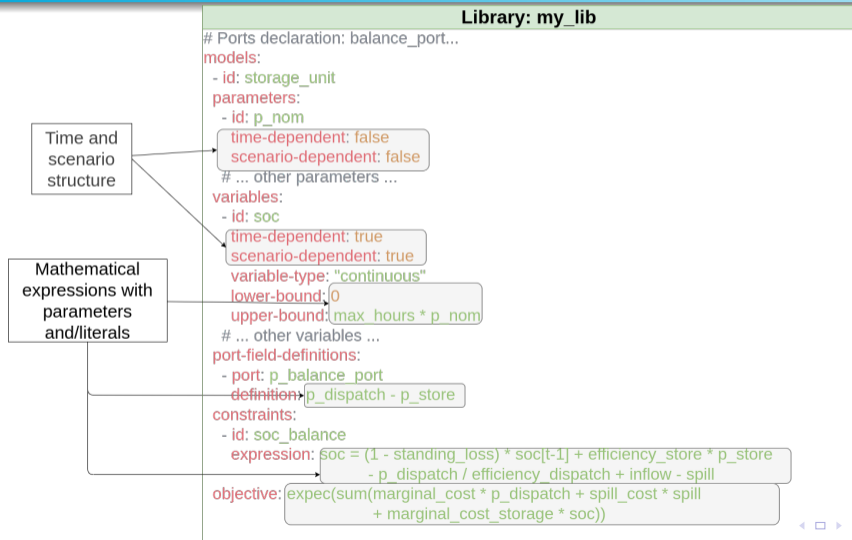 Library: my_lib
# Ports declaration: balance_port...
models:
- id: storage_unit
parameters:
- id: p_nom
time-dependent: false
scenario-dependent: false
# ... other parameters ...
variables:
- id: soc
time-dependent: true
scenario-dependent: true
variable-type: "continuous"
lower-bound: 0
upper-bound: max_hours * p_nom
# ... other variables ...
port-field-definitions:
- port: p_balance_port
definition: p_dispatch - p_store
constraints:
- id: soc_balance
expression: soc = (1 - standing_loss) * soc[t-1] + efficiency_store * p_store
- p_dispatch / efficiency_dispatch + inflow - spill
objective: expec(sum(marginal_cost * p_dispatch + spill_cost * spill
+ marginal_cost_storage * soc))
Time and
scenario
structure
Mathematical
expressions with
parameters
and/literals